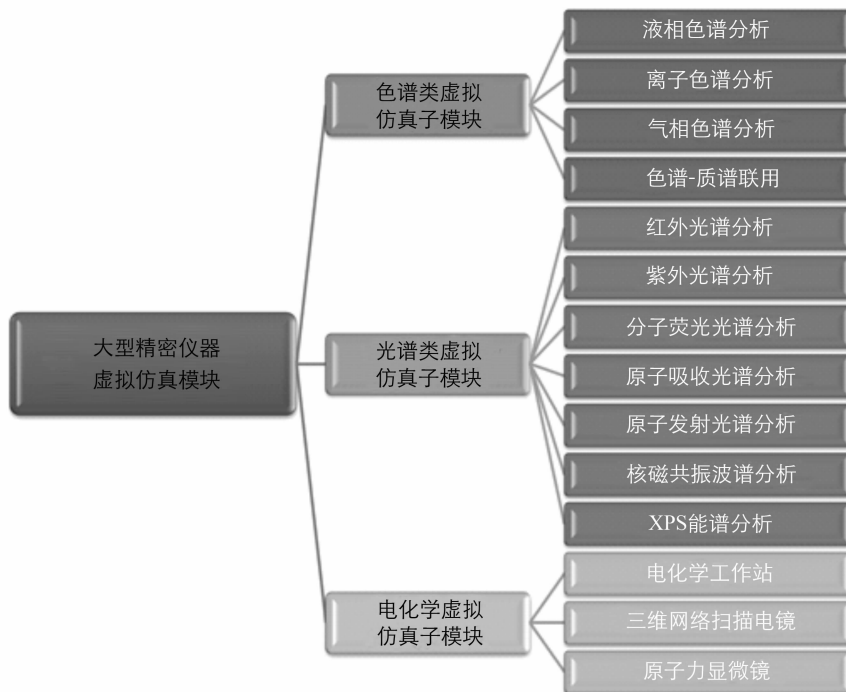 大型精密仪器
虚拟仿真模块
色谱类虚拟
仿真子模块
液相色谱分析
离子色谱分析
气相色谱分析
色谱-质谱联用
光谱类虚拟
仿真子模块
红外光谱分析
紫外光谱分析
分子荧光光谱分析
原子吸收光谱分析
原子发射光谱分析
核磁共振波谱分析
XPS能谱分析
电化学虚拟
仿真子模块
电化学工作站
三维网络扫描电镜
原子力显微镜